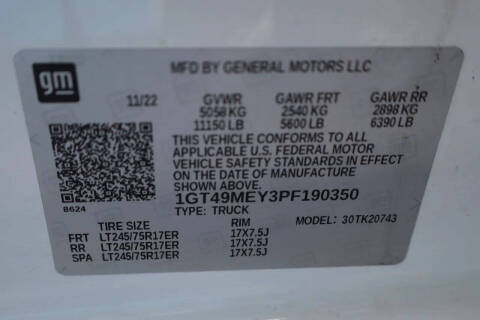 gm
MFD BY GENERAL MOTORS LLC
11/22 GVWR GAWR FRT GAWR RR
5058 KG 2540 KG 2898 KG
11150 LB 5600 LB 6390 LB
THIS VEHICLE CONFORMS TO ALL
APPLICABLE U.S. FEDERAL MOTOR
VEHICLE SAFETY STANDARDS IN EFFECT
ON THE DATE OF MANUFACTURE
SHOWN ABOVE.
B624 1GT49MEY3PF190350
TYPE: TRUCK
TIRE SIZE RIM MODEL: 30TK20743
FRT LT245/75R17ER 17X7.5J
RR LT245/75R17ER 17X7.5J
SPA LT245/75R17ER 17X7.5J